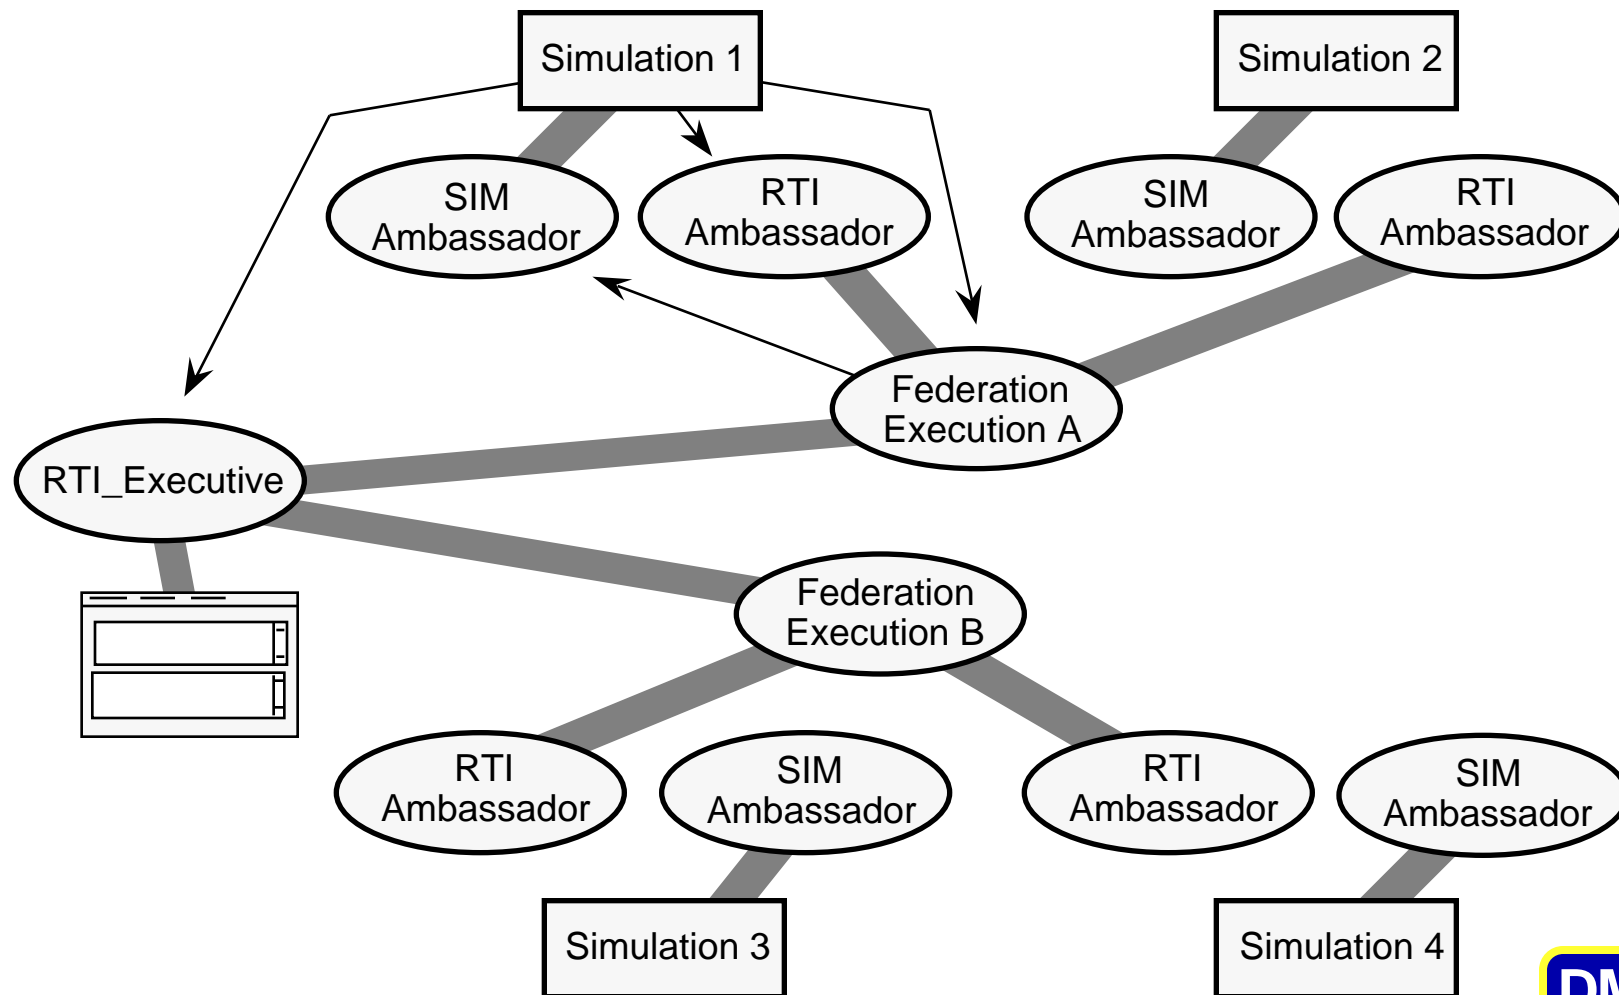 Simulation 1
Simulation 2
SIM
Ambassador
RTI
Ambassador
SIM
Ambassador
RTI
Ambassador
Federation
Execution A
RTI_Executive
Federation
Execution B
RTI
Ambassador
SIM
Ambassador
RTI
Ambassador
SIM
Ambassador
Simulation 3
Simulation 4